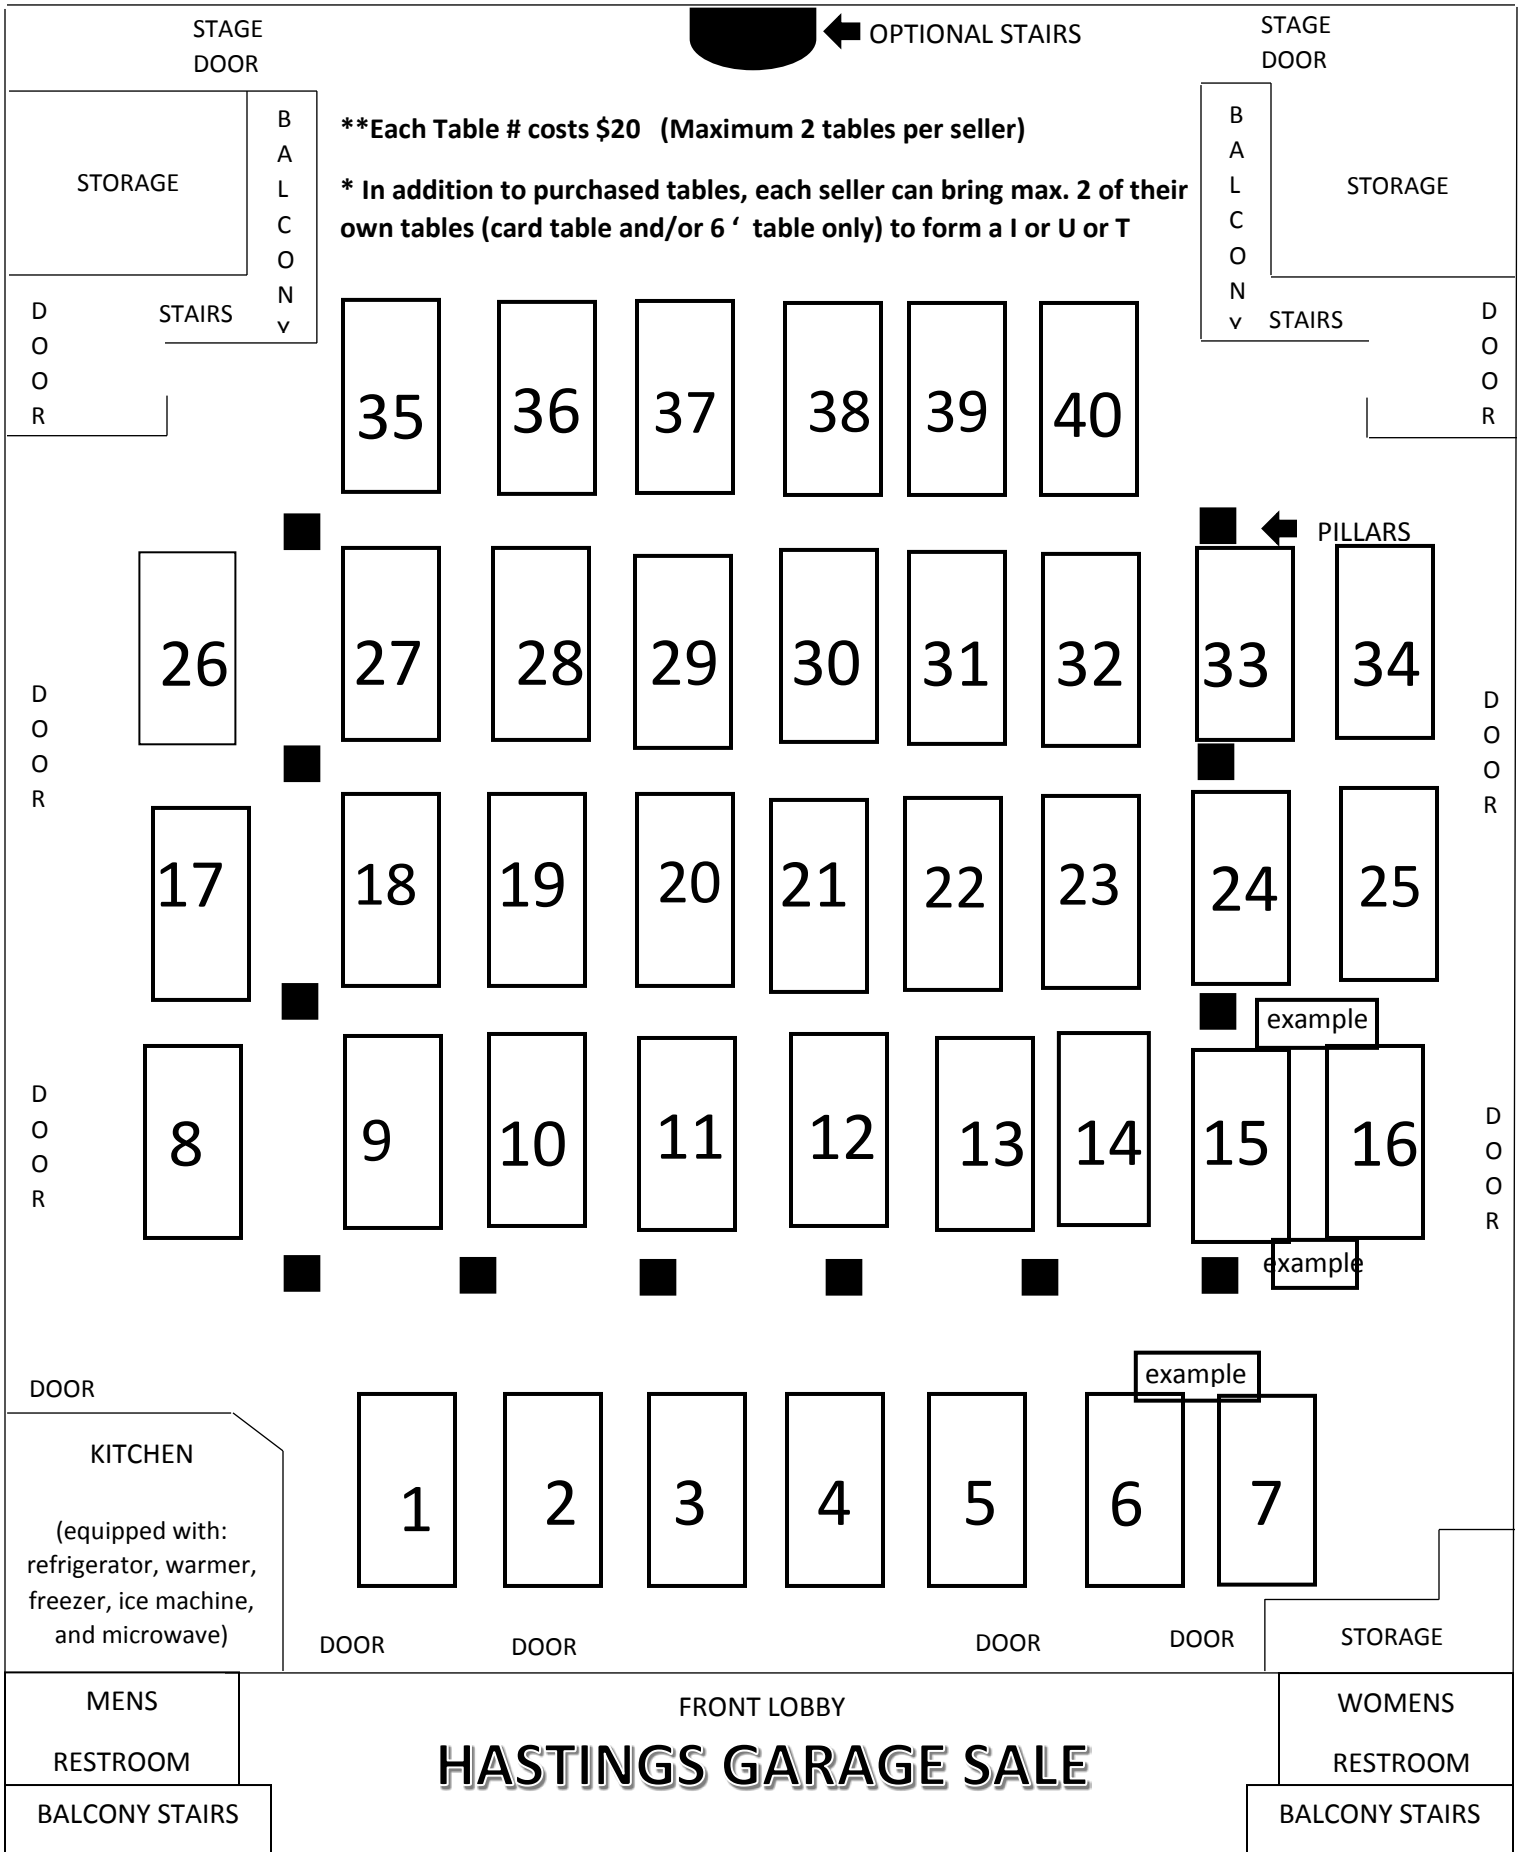 STAGE
DOOR
OPTIONAL STAIRS
STAGE
DOOR
BALCONY
**Each Table # costs $20   (Maximum 2 tables per seller)
* In addition to purchased tables, each seller can bring max. 2 of their
own tables (card table and/or 6 ‘  table only) to form a I or U or T
BALCONY
STORAGE
STORAGE
DOOR
STAIRS
STAIRS
DOOR
35 36 37 38 39 40
PILLARS
26 27 28 29 30 31 32 33 34
DOOR
DOOR
17 18 19 20 21 22 23 24 25
example
8 9 10 11 12 13 14 15 16
DOOR
DOOR
example
example
DOOR
1 2 3 4 5 6 7
KITCHEN
(equipped with:
refrigerator, warmer,
freezer, ice machine,
and microwave)
DOOR
DOOR
DOOR
DOOR
STORAGE
MENS
RESTROOM
FRONT LOBBY
WOMENS
RESTROOM
HASTINGS GARAGE SALE
BALCONY STAIRS
BALCONY STAIRS